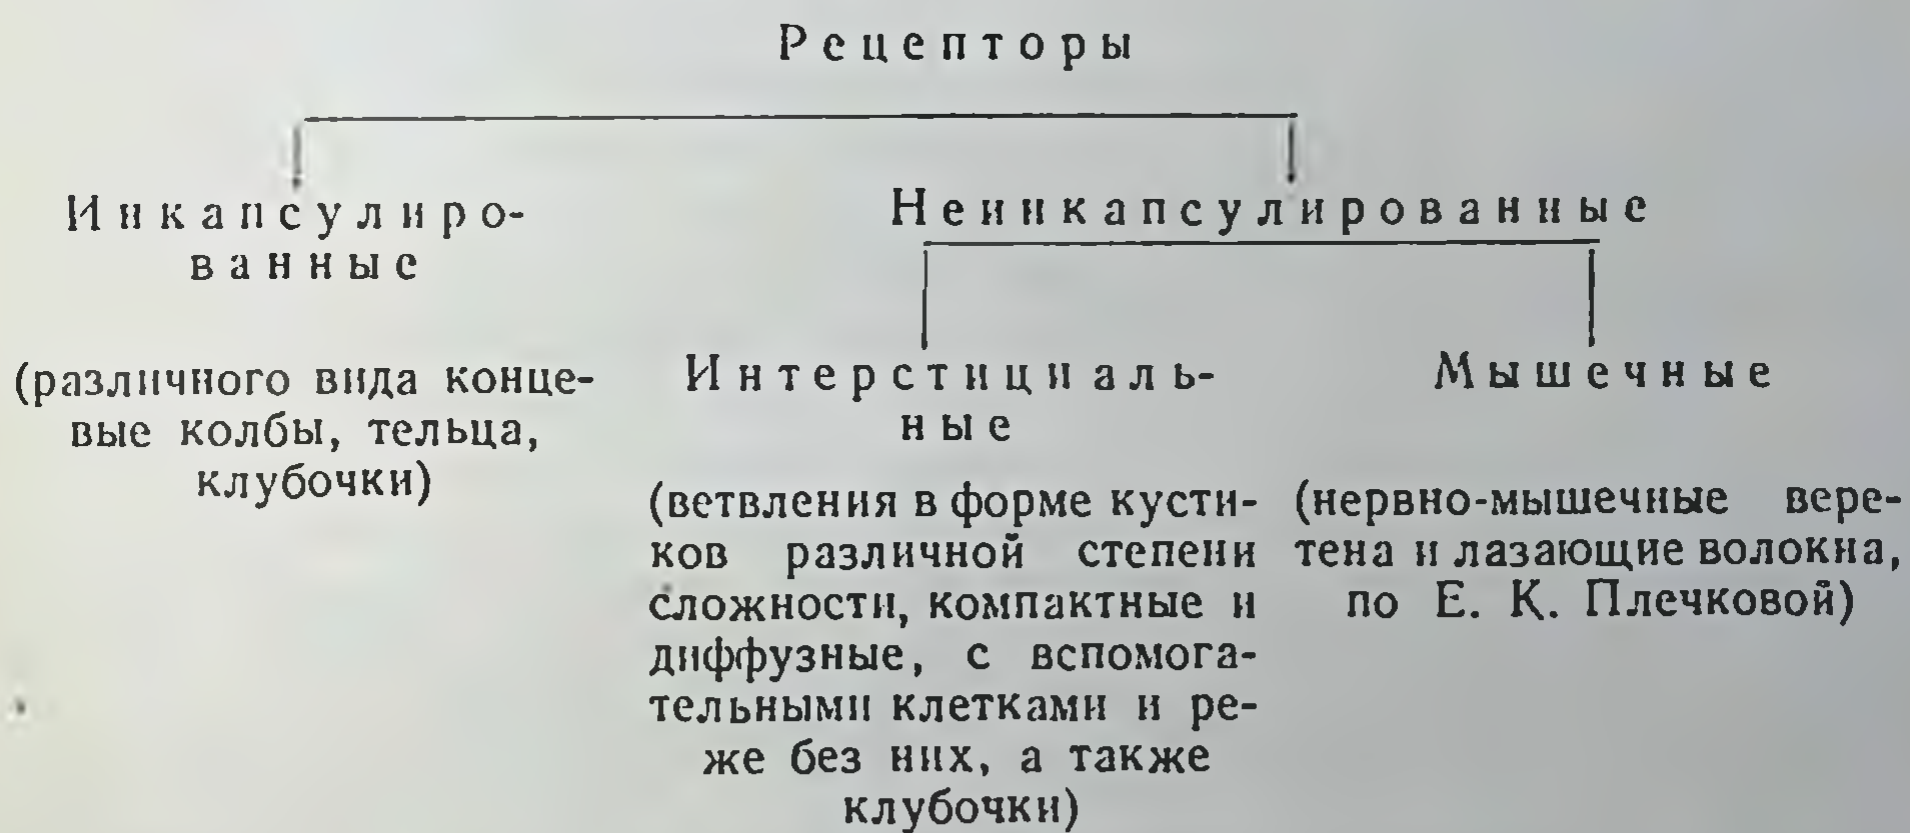 Рецепторы
Инкапсулиро-
ванные
(различного вида конце-
вые колбы, тельца,
клубочки)
Неинкапсулированные
Интерстициаль-
ные
(ветвления в форме кусти-
ков различной степени
сложности, компактные и
диффузные, с вспомога-
тельными клетками и ре-
же без них, а также
клубочки)
Мышечные
(нервно-мышечные вере-
тена и лазающие волокна,
по Е. К. Плечковой)